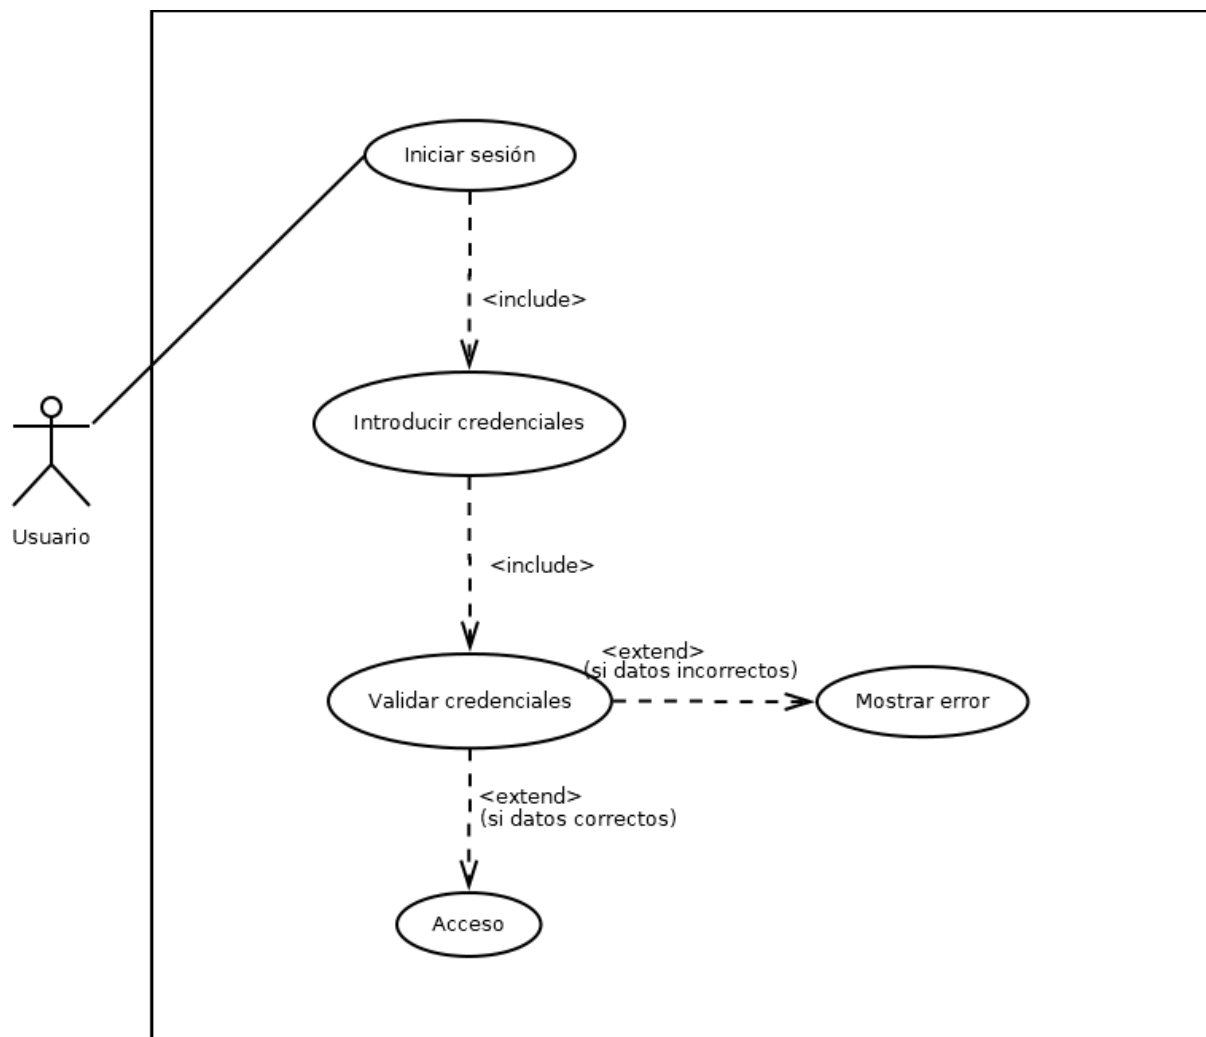 Iniciar sesión
<include>
Introducir credenciales
Usuario
<include>
<extend>
(si datos incorrectos)
Validar credenciales
Mostrar error
<extend>
(si datos correctos)
Acceso